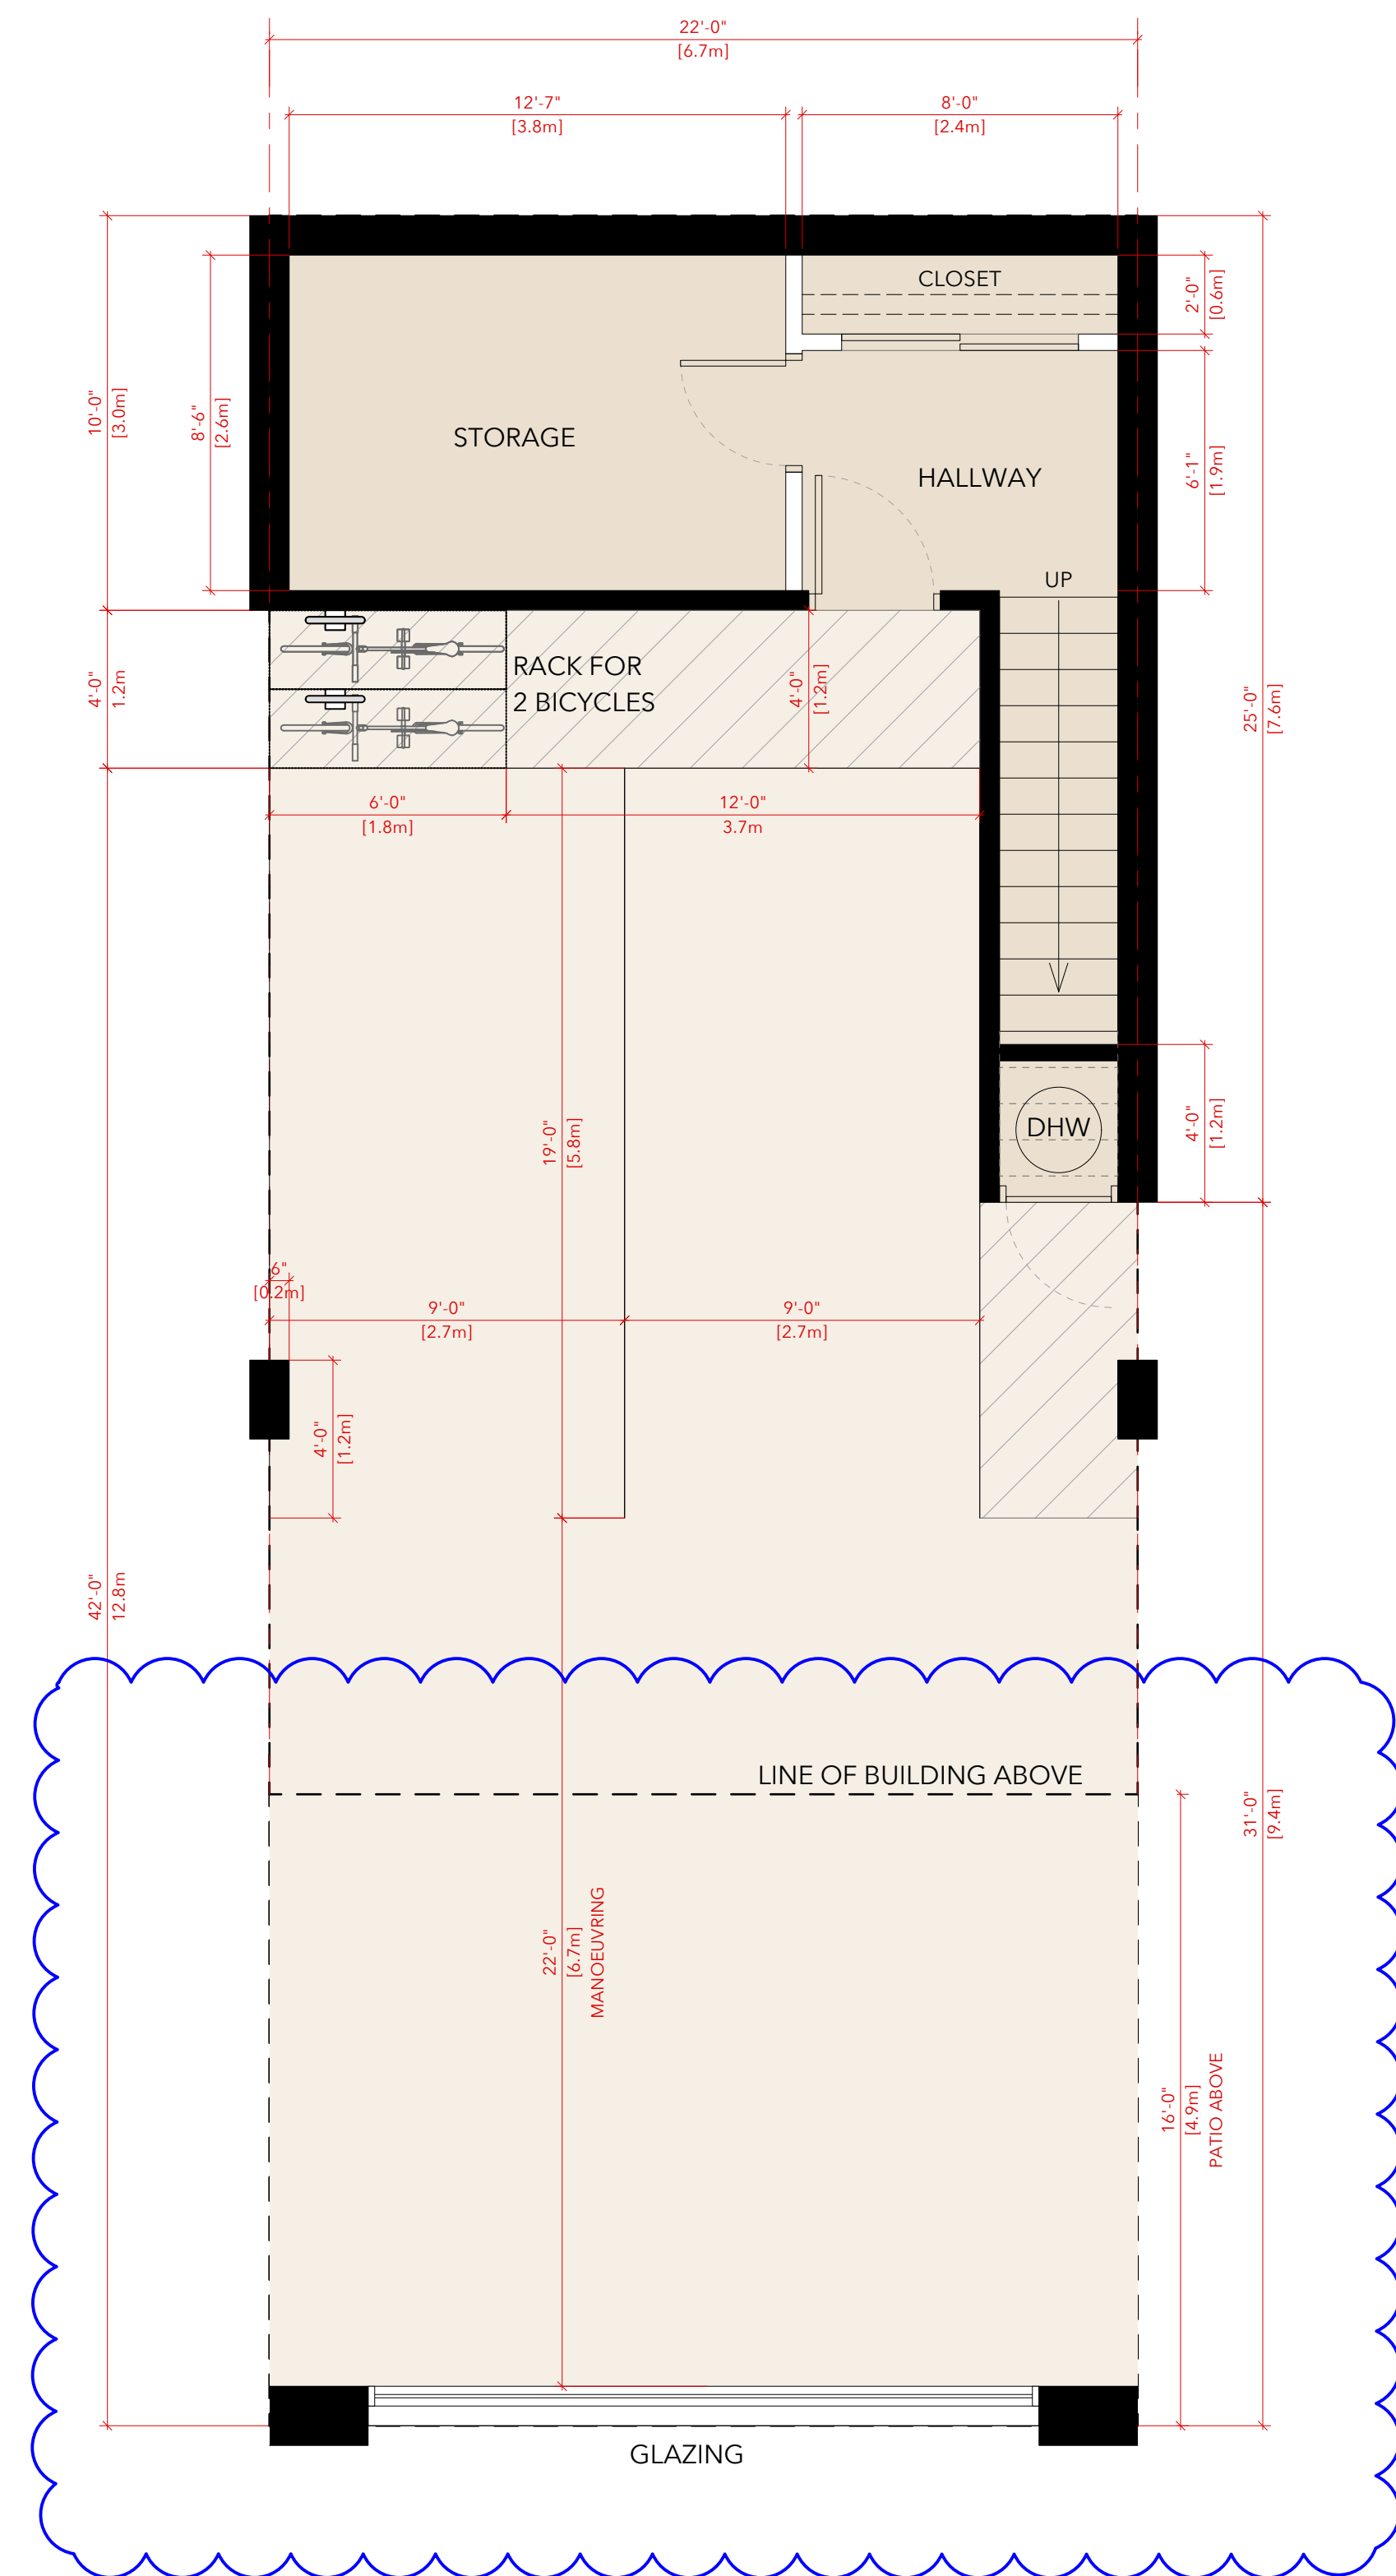 22'-0"
[6.7m]
12'-7"
[3.8m]
8'-0"
[2.4m]
CLOSET
2'-0"
[0.6m]
10'-0"
[3.0m]
8'-6"
[2.6m]
STORAGE
HALLWAY
6'-1"
[1.9m]
UP
4'-0"
1.2m
RACK FOR
2 BICYCLES
4'-0"
[1.2m]
25'-0"
[7.6m]
6'-0"
[1.8m]
12'-0"
3.7m
19'-0"
[5.8m]
DHW
4'-0"
[1.2m]
6"
[0.2m]
9'-0"
[2.7m]
9'-0"
[2.7m]
4'-0"
[1.2m]
42'-0"
12.8m
LINE OF BUILDING ABOVE
31'-0"
[9.4m]
22'-0"
[6.7m]
MANOEUVRING
16'-0"
[4.9m]
PATIO ABOVE
GLAZING